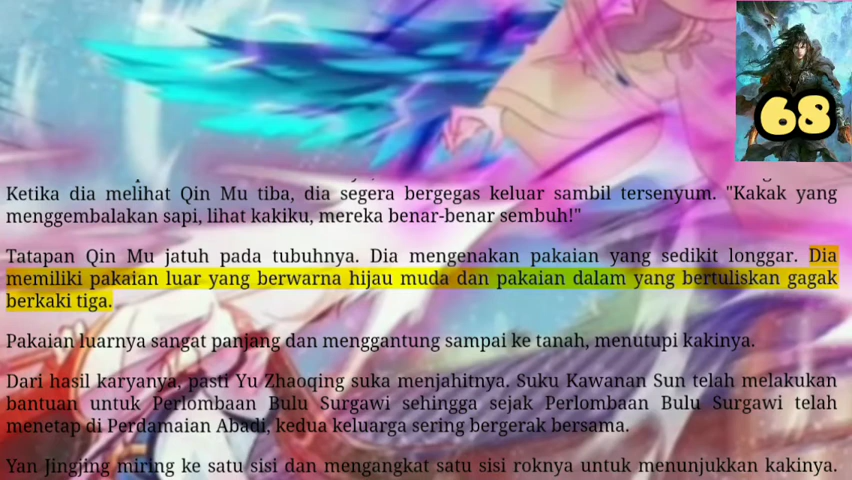 68
Ketika dia melihat Qin Mu tiba, dia segera bergegas keluar sambil tersenyum. "Kakak yang
menggembalakan sapi, lihat kakiku, mereka benar-benar sembuh!"
Tatapan Qin Mu jatuh pada tubuhnya. Dia mengenakan pakaian yang sedikit longgar. Dia
memiliki pakaian luar yang berwarna hijau muda dan pakaian dalam yang bertuliskan gagak
berkaki tiga.
Pakaian luarnya sangat panjang dan menggantung sampai ke tanah, menutupi kakinya.
Dari hasil karyanya, pasti Yu Zhaoqing suka menjahitnya. Suku Kawanan Sun telah melakukan
bantuan untuk Perlombaan Bulu Surgawi sehingga sejak Perlombaan Bulu Surgawi telah
menetap di Perdamaian Abadi, kedua keluarga sering bergerak bersama.
Yan Jingjing miring ke satu sisi dan mengangkat satu sisi roknya untuk menunjukkan kakinya.